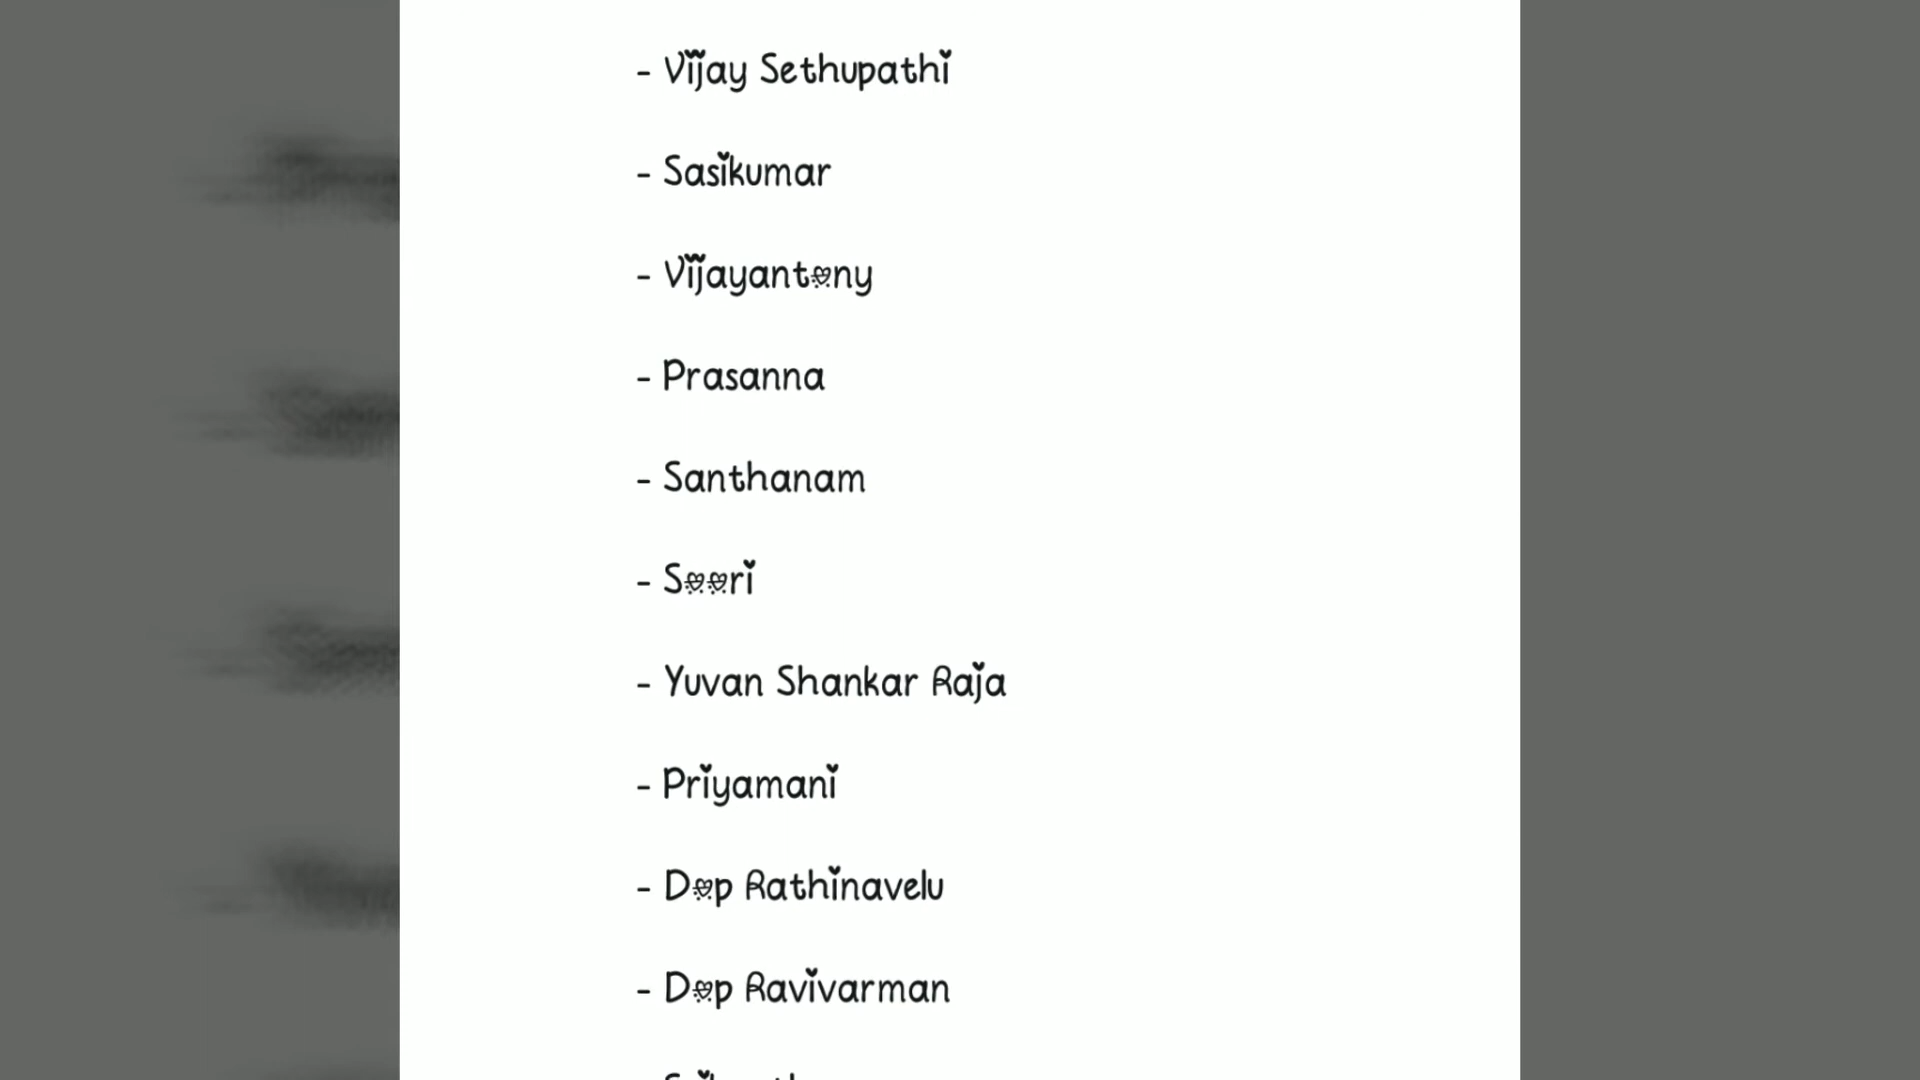 - Vijay Sethupathi
- Sasikumar
- Vijayantony
- Prasanna
- Santhanam
- Soori
- Yuvan Shankar Raja
- Priyamani
- Dop Rathinavelu
- Dop Ravivarman